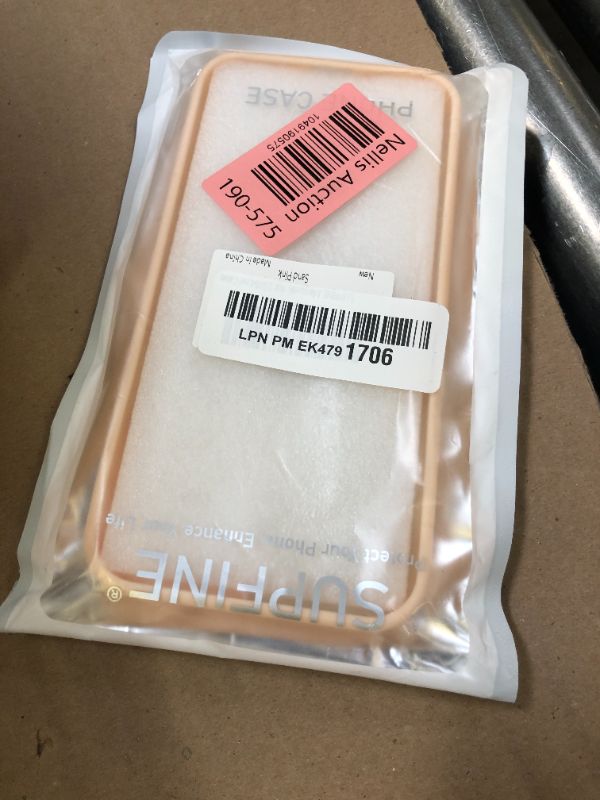 PHONE CASE
1049190575
Nellis Auction
190-575
New
Sand Pink
Made in China
LPN PM EK479 1706
Protect Your Phone, Enhance Your Life
SUPFINE®